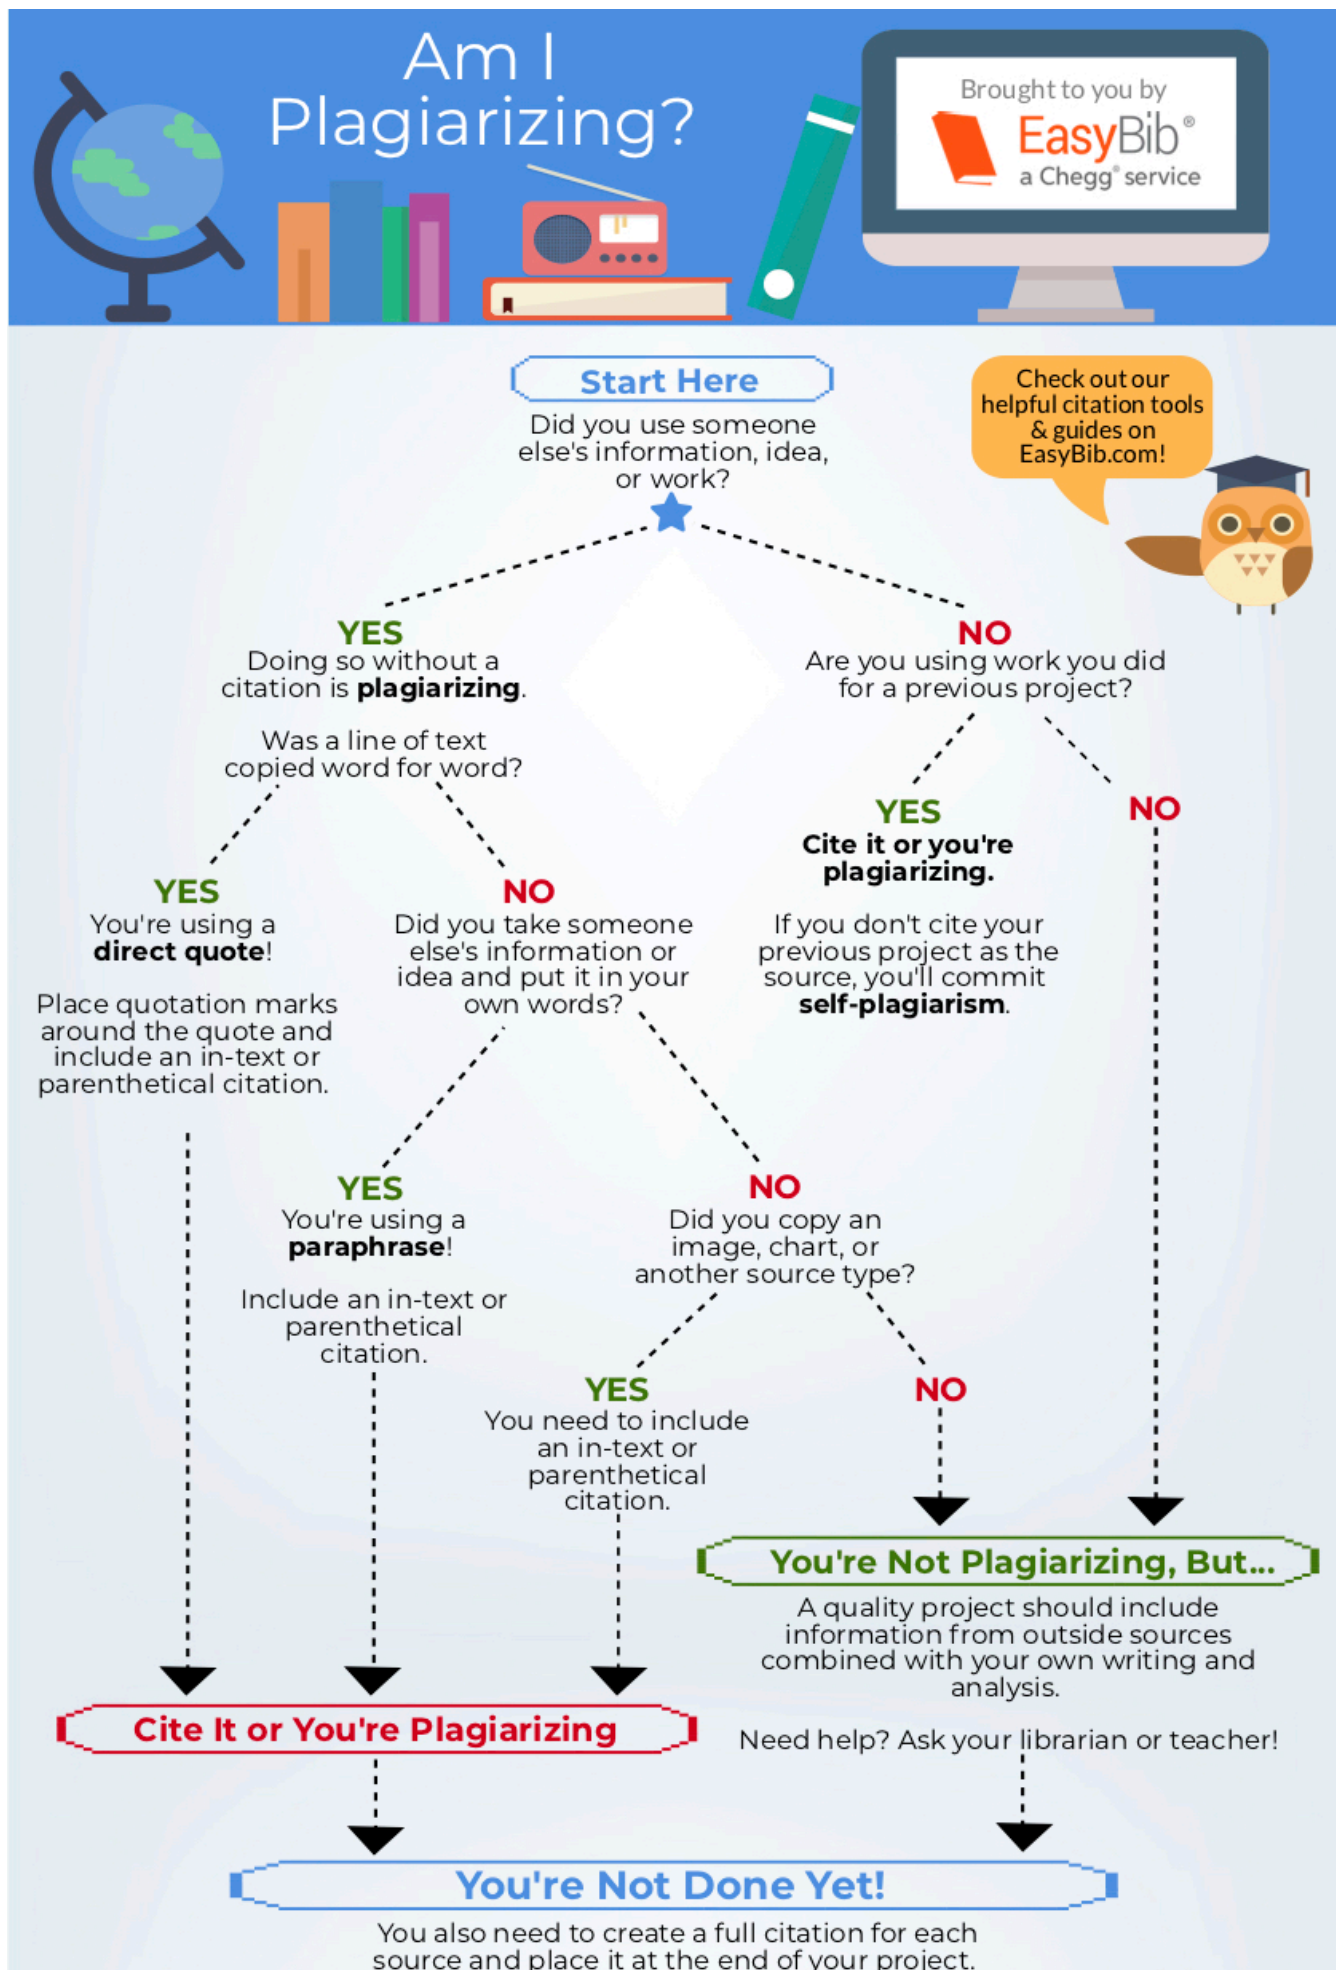 Am I
Plagiarizing?
Brought to you by
EasyBib®
a Chegg® service
Start Here
Did you use someone
else's information, idea,
or work?
Check out our
helpful citation tools
& guides on
EasyBib.com!
YES
Doing so without a
citation is plagiarizing.
Was a line of text
copied word for word?
NO
Are you using work you did
for a previous project?
YES
Cite it or you're
plagiarizing.
If you don't cite your
previous project as the
source, you'll commit
self-plagiarism.
NO
YES
You're using a
direct quote!
Place quotation marks
around the quote and
include an in-text or
parenthetical citation.
NO
Did you take someone
else's information or
idea and put it in your
own words?
YES
You're using a
paraphrase!
Include an in-text or
parenthetical
citation.
NO
Did you copy an
image, chart, or
another source type?
YES
You need to include
an in-text or
parenthetical
citation.
NO
You're Not Plagiarizing, But...
A quality project should include
information from outside sources
combined with your own writing and
analysis.
Need help? Ask your librarian or teacher!
Cite It or You're Plagiarizing
You're Not Done Yet!
You also need to create a full citation for each
source and place it at the end of your project.